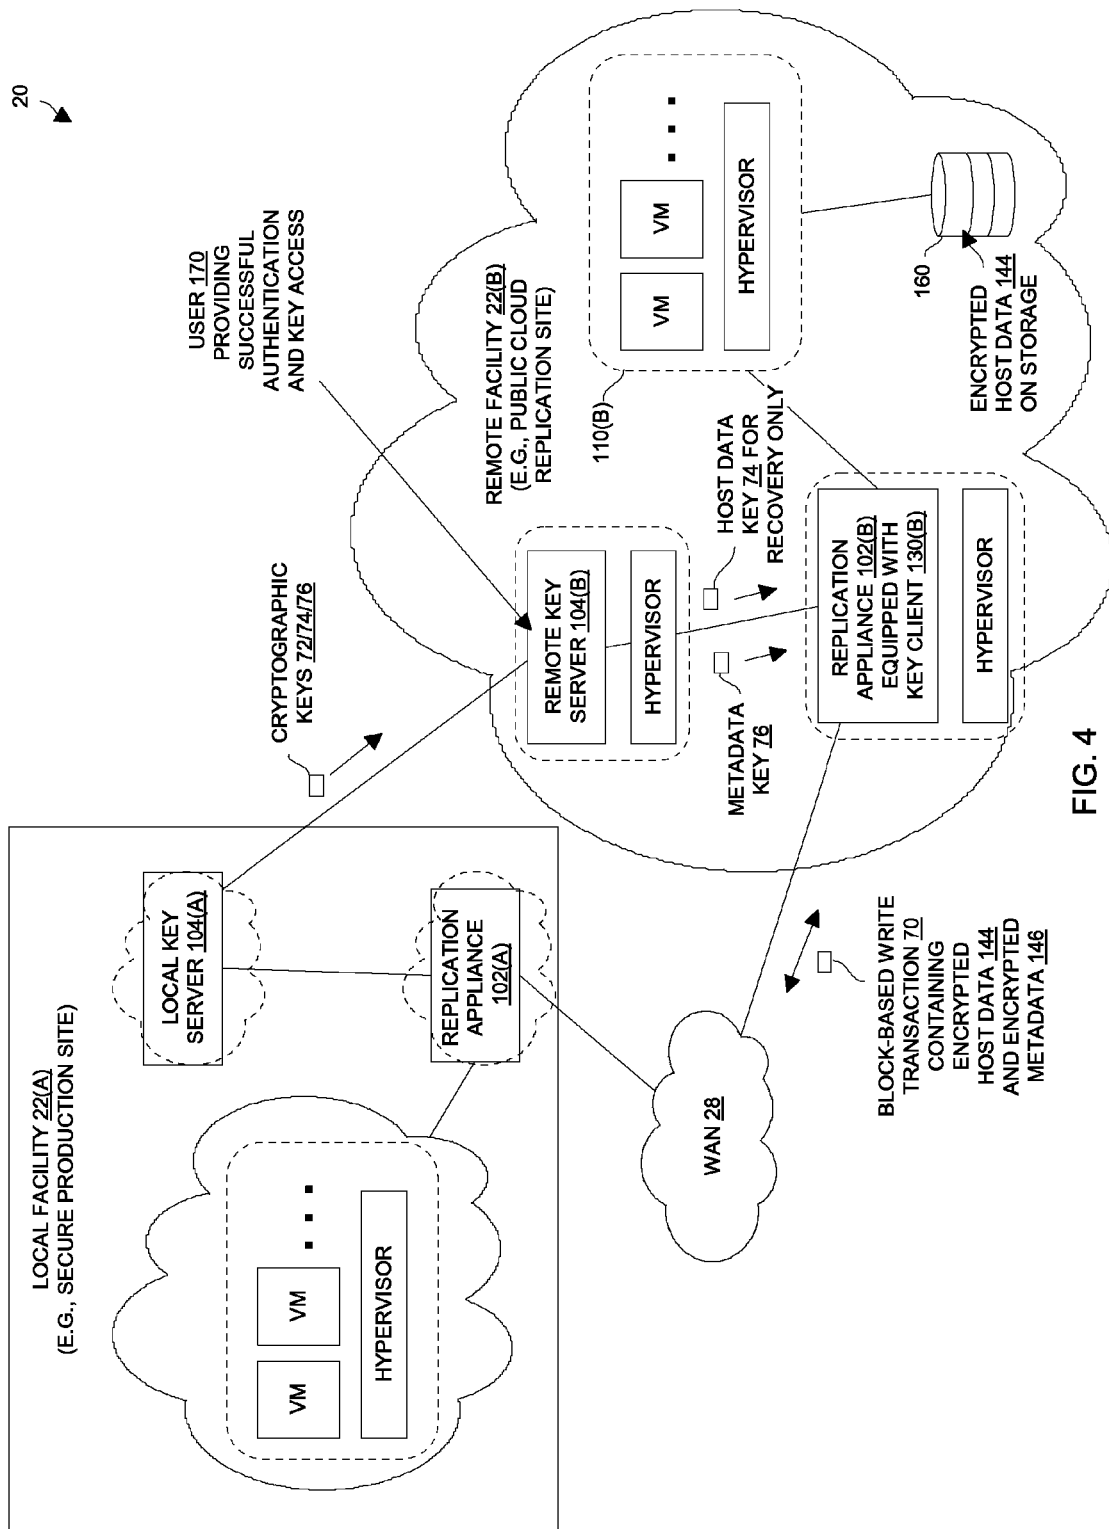 20
LOCAL FACILITY 22(A)
(E.G., SECURE PRODUCTION SITE)
VM
VM
HYPERVISOR
LOCAL KEY
SERVER 104(A)
REPLICATION
APPLIANCE
102(A)
CRYPTOGRAPHIC
KEYS 72/74/76
USER 170
PROVIDING
SUCCESSFUL
AUTHENTICATION
AND KEY ACCESS
REMOTE FACILITY 22(B)
(E.G., PUBLIC CLOUD
REPLICATION SITE)
REMOTE KEY
SERVER 104(B)
HYPERVISOR
110(B)
VM
VM
HYPERVISOR
METADATA
KEY 76
HOST DATA
KEY 74 FOR
RECOVERY ONLY
WAN 28
BLOCK-BASED WRITE
TRANSACTION 70
CONTAINING
ENCRYPTED
HOST DATA 144
AND ENCRYPTED
METADATA 146
REPLICATION
APPLIANCE 102(B)
EQUIPPED WITH
KEY CLIENT 130(B)
HYPERVISOR
160
ENCRYPTED
HOST DATA 144
ON STORAGE
FIG. 4